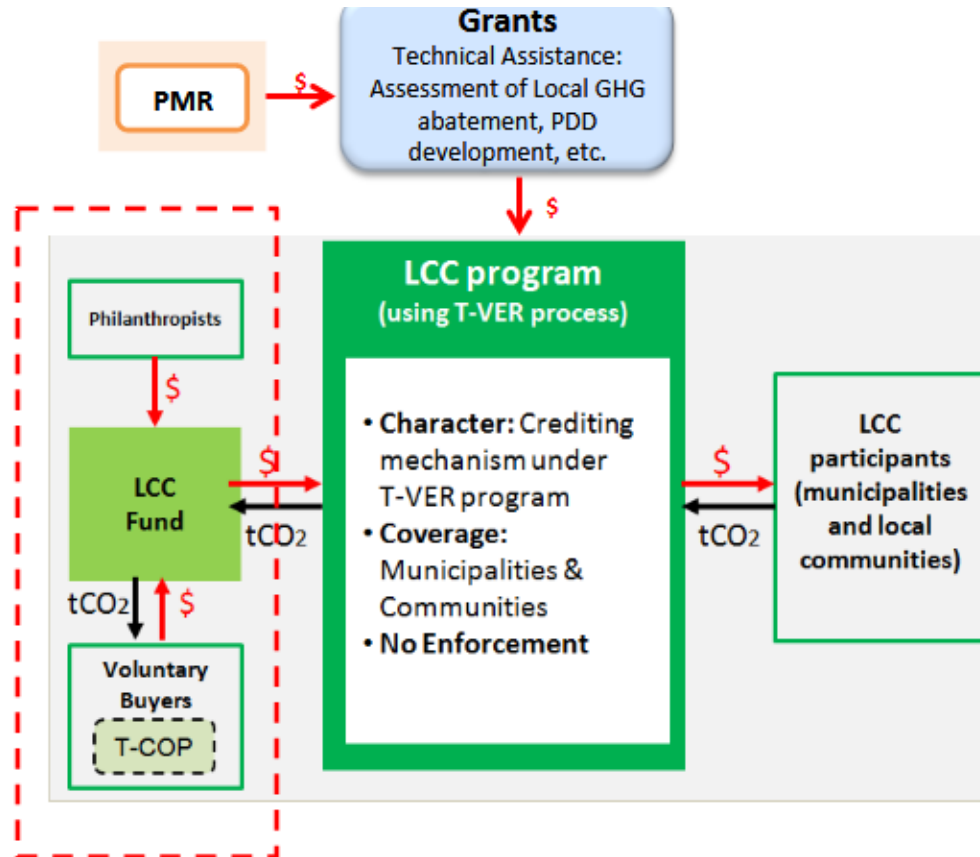 Grants
Technical Assistance:
Assessment of Local GHG
abatement, PDD
development, etc.
PMR
$
$
LCC program
(using T-VER process)
Philanthropists
$
LCC
Fund
$
tCO2
tCO2
$
Voluntary
Buyers
T-COP
• Character: Crediting
mechanism under
T-VER program
• Coverage:
Municipalities &
Communities
• No Enforcement
$
tCO2
LCC
participants
(municipalities
and local
communities)